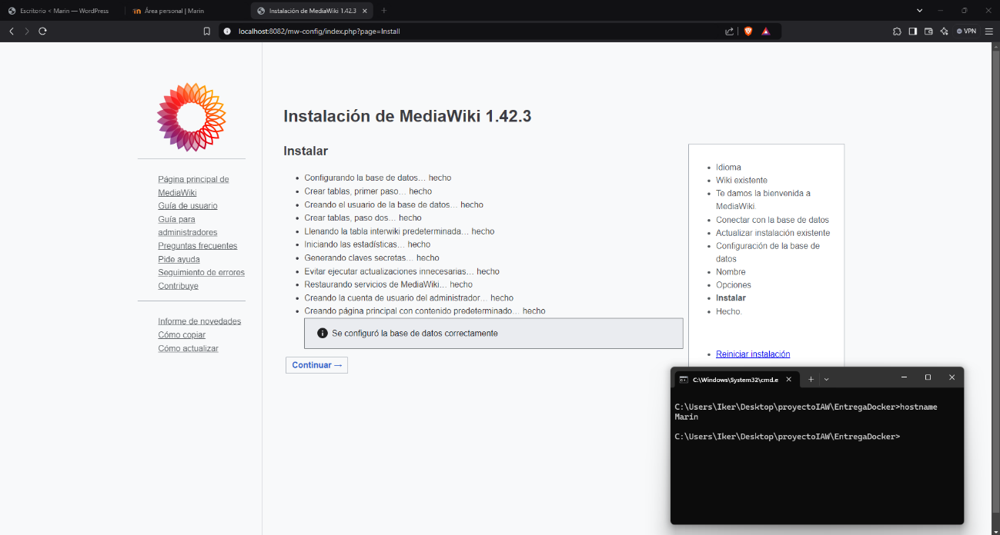 Escritorio < Marin — WordPress
Área personal | Marin
Instalación de MediaWiki 1.42.3
localhost:8082/mw-config/index.php?page=Install
VPN
Página principal de
MediaWiki
Guía de usuario
Guía para
administradores
Preguntas frecuentes
Pide ayuda
Seguimiento de errores
Contribuye
Informe de novedades
Cómo copiar
Cómo actualizar
Instalación de MediaWiki 1.42.3
Instalar
Configurando la base de datos… hecho
Crear tablas, primer paso… hecho
Creando el usuario de la base de datos… hecho
Crear tablas, paso dos… hecho
Llenando la tabla interwiki predeterminada… hecho
Iniciando las estadísticas… hecho
Generando claves secretas… hecho
Evitar ejecutar actualizaciones innecesarias… hecho
Restaurando servicios de MediaWiki… hecho
Creando la cuenta de usuario del administrador… hecho
Creando página principal con contenido predeterminado… hecho
Se configuró la base de datos correctamente
Continuar →
Idioma
Wiki existente
Te damos la bienvenida a
MediaWiki.
Conectar con la base de datos
Actualizar instalación existente
Configuración de la base de
datos
Nombre
Opciones
Instalar
Hecho.
Reiniciar instalación
C:\Windows\System32\cmd.e
C:\Users\Iker\Desktop\proyectoIAW\EntregaDocker>hostname
Marin
C:\Users\Iker\Desktop\proyectoIAW\EntregaDocker>